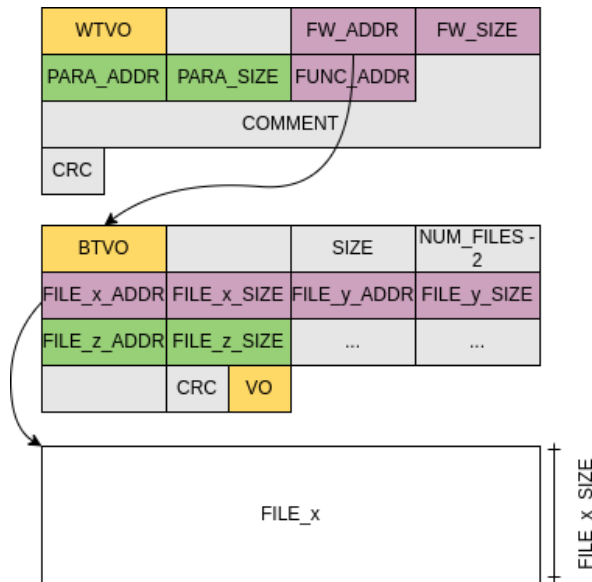 WTVO FW_ADDR FW_SIZE
PARA_ADDR PARA_SIZE FUNC_ADDR
COMMENT
CRC
BTVO SIZE NUM_FILES -
2
FILE_x_ADDR FILE_x_SIZE FILE_y_ADDR FILE_y_SIZE
FILE_z_ADDR FILE_z_SIZE ... ...
CRC VO
FILE_x
FILE_x_SIZE